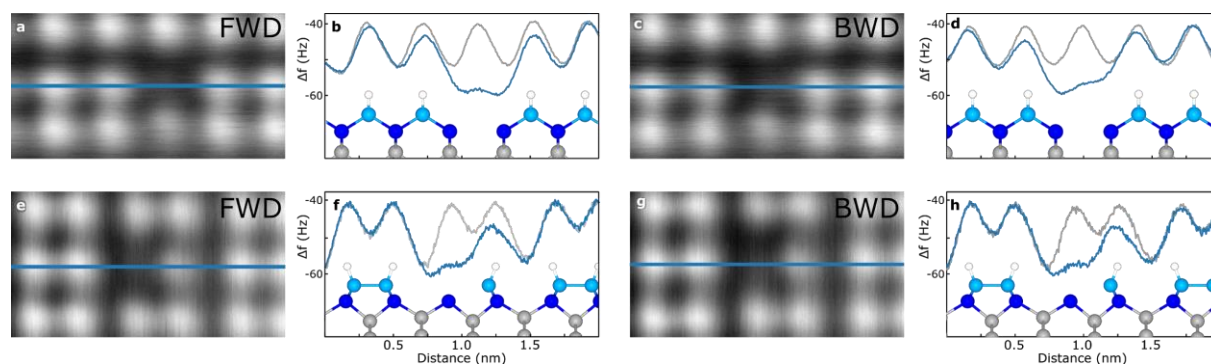 a FWD
b
-40
-60
Δf (Hz)
c BWD
d
-40
-60
Δf (Hz)
e FWD
f
-40
-60
Δf (Hz)
0.5 1.0 1.5
Distance (nm)
g BWD
h
-40
-60
Δf (Hz)
0.5 1.0 1.5
Distance (nm)